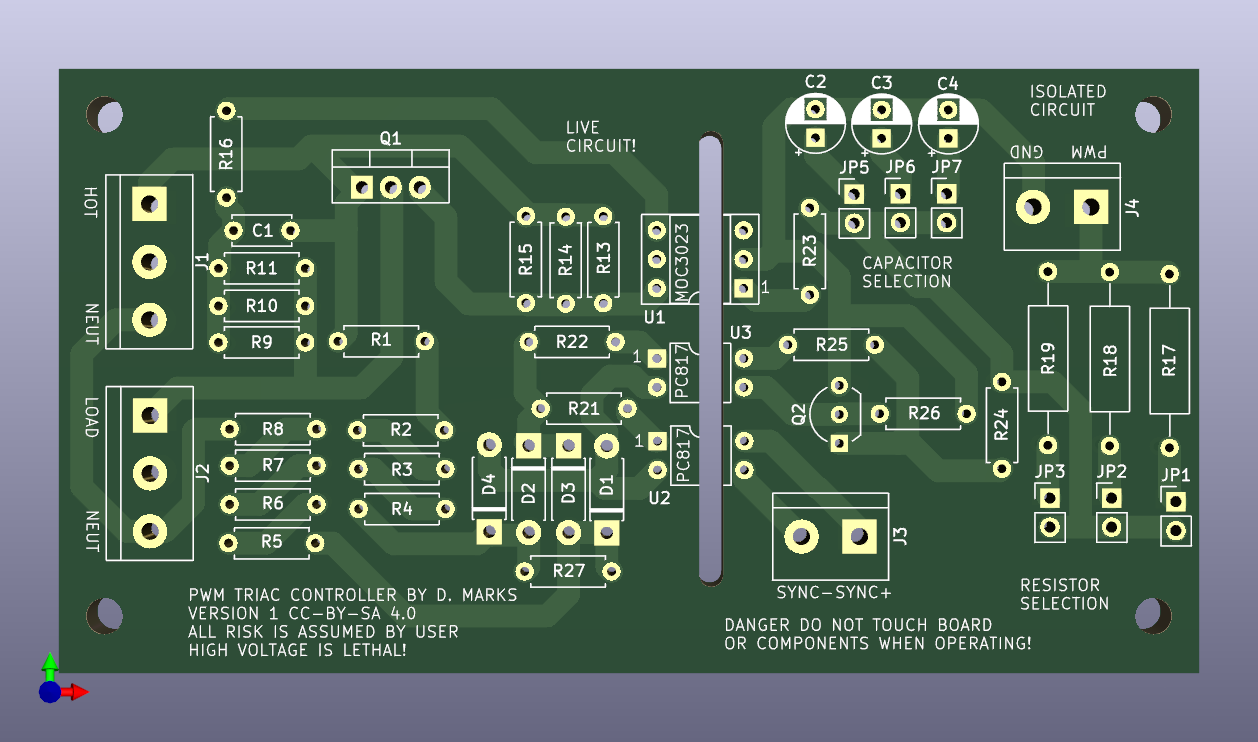 C2
C3
C4
ISOLATED
CIRCUIT
LIVE
CIRCUIT!
Q1
R16
+
+
+
JP5
JP6
JP7
GND
PWM
J4
HOT
NEUT
J1
C1
R11
R10
R9
R1
R15
R14
R13
MOC3023
1
U1
R23
CAPACITOR
SELECTION
R22
1
PC817
U3
R25
R19
R18
R17
LOAD
NEUT
J2
R8
R7
R6
R5
R2
R3
R4
R21
D4
D2
D3
D1
R27
1
PC817
U2
Q2
R26
R24
JP3
JP2
JP1
J3
SYNC-SYNC+
RESISTOR
SELECTION
PWM TRIAC CONTROLLER BY D. MARKS
VERSION 1 CC-BY-SA 4.0
ALL RISK IS ASSUMED BY USER
HIGH VOLTAGE IS LETHAL!
DANGER DO NOT TOUCH BOARD
OR COMPONENTS WHEN OPERATING!